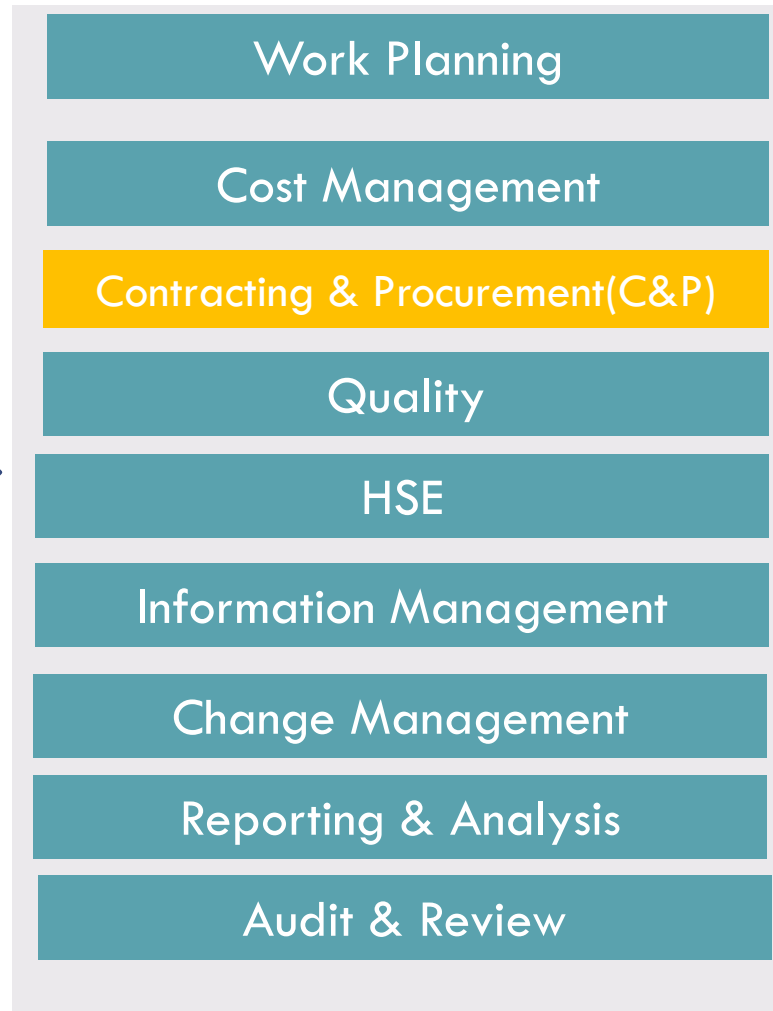 Work Planning
Cost Management
Contracting & Procurement(C&P)
Quality
HSE
Information Management
Change Management
Reporting & Analysis
Audit & Review